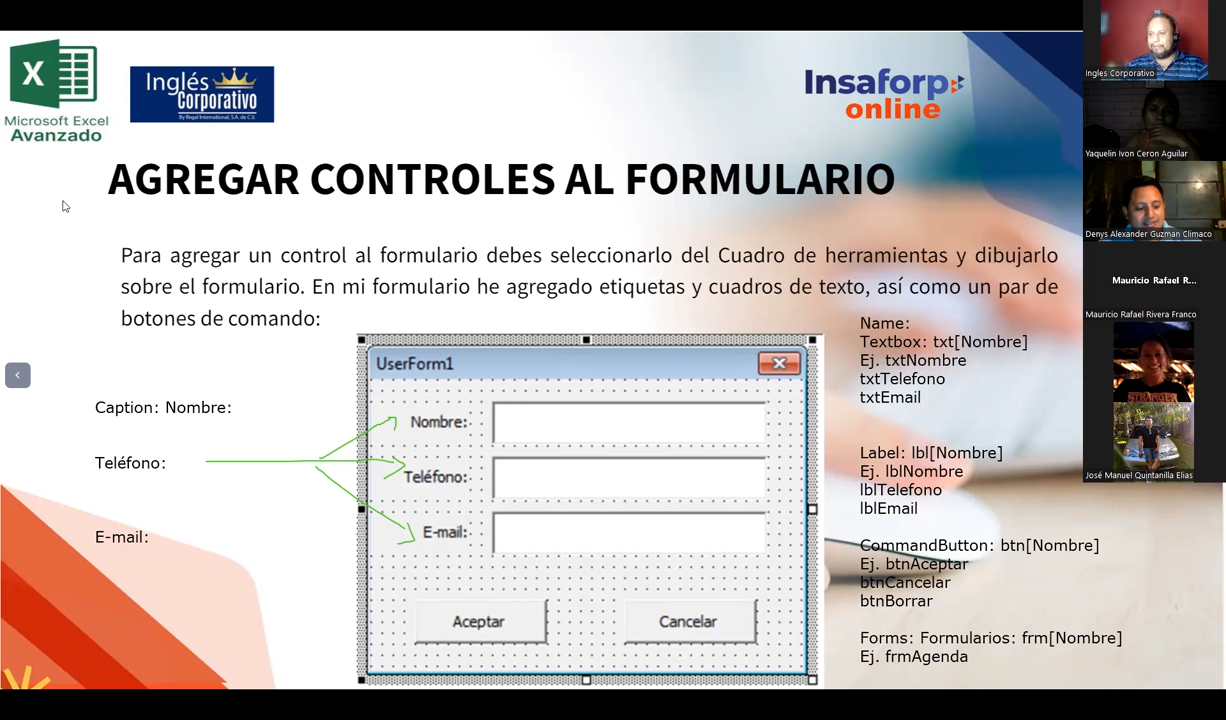 Microsoft Excel
Avanzado
Inglés
Corporativo
By Regal International, S.A. de C.V.
Insaforp
online
AGREGAR CONTROLES AL FORMULARIO
Para agregar un control al formulario debes seleccionarlo del Cuadro de herramientas y dibujarlo
sobre el formulario. En mi formulario he agregado etiquetas y cuadros de texto, así como un par de
botones de comando:
Caption: Nombre:
Teléfono:
E-mail:
UserForm1
Nombre:
Teléfono:
E-mail:
Aceptar
Cancelar
Name:
Textbox: txt[Nombre]
Ej. txtNombre
txtTelefono
txtEmail
Label: lbl[Nombre]
Ej. lblNombre
lblTelefono
lblEmail
CommandButton: btn[Nombre]
Ej. btnAceptar
btnCancelar
btnBorrar
Forms: Formularios: frm[Nombre]
Ej. frmAgenda
Ingles Corporativo
Yaquelin Ivon Ceron Aguilar
Denys Alexander Guzman Climaco
Mauricio Rafael R...
Mauricio Rafael Rivera Franco
STRANGER
José Manuel Quintanilla Elias